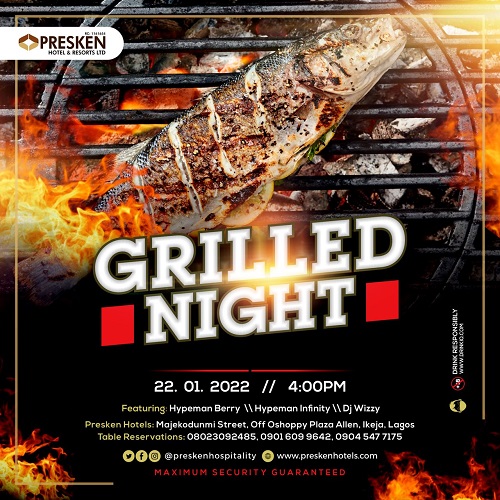 RC: 1141646
PRESKEN
HOTEL & RESORTS LTD
GRILLED
NIGHT
22. 01. 2022 // 4:00PM
Featuring: Hypeman Berry \\ Hypeman Infinity \\ Dj Wizzy
Presken Hotels: Majekodunmi Street, Off Oshoppy Plaza Allen, Ikeja, Lagos
Table Reservations: 08023092485, 0901 609 9642, 0904 547 7175
@preskenhospitality www.preskenhotels.com
MAXIMUM SECURITY GUARANTEED
DRINK RESPONSIBLY